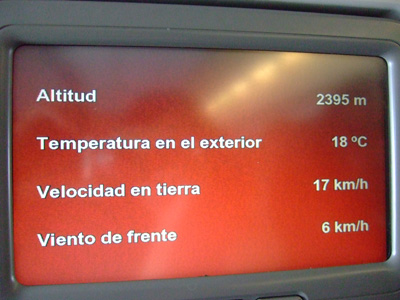 Altitud 2395 m
Temperatura en el exterior 18 ºC
Velocidad en tierra 17 km/h
Viento de frente 6 km/h